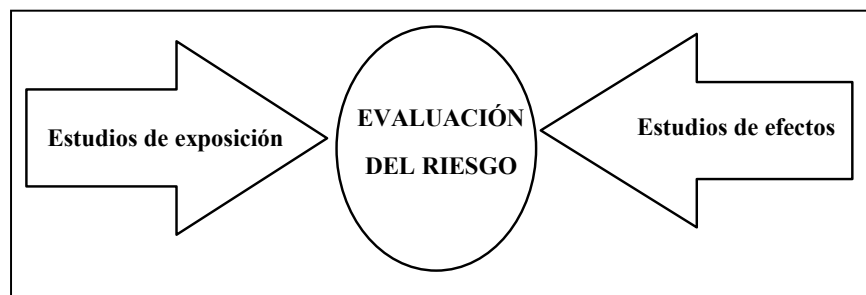 Estudios de exposición
EVALUACIÓN
DEL RIESGO
Estudios de efectos